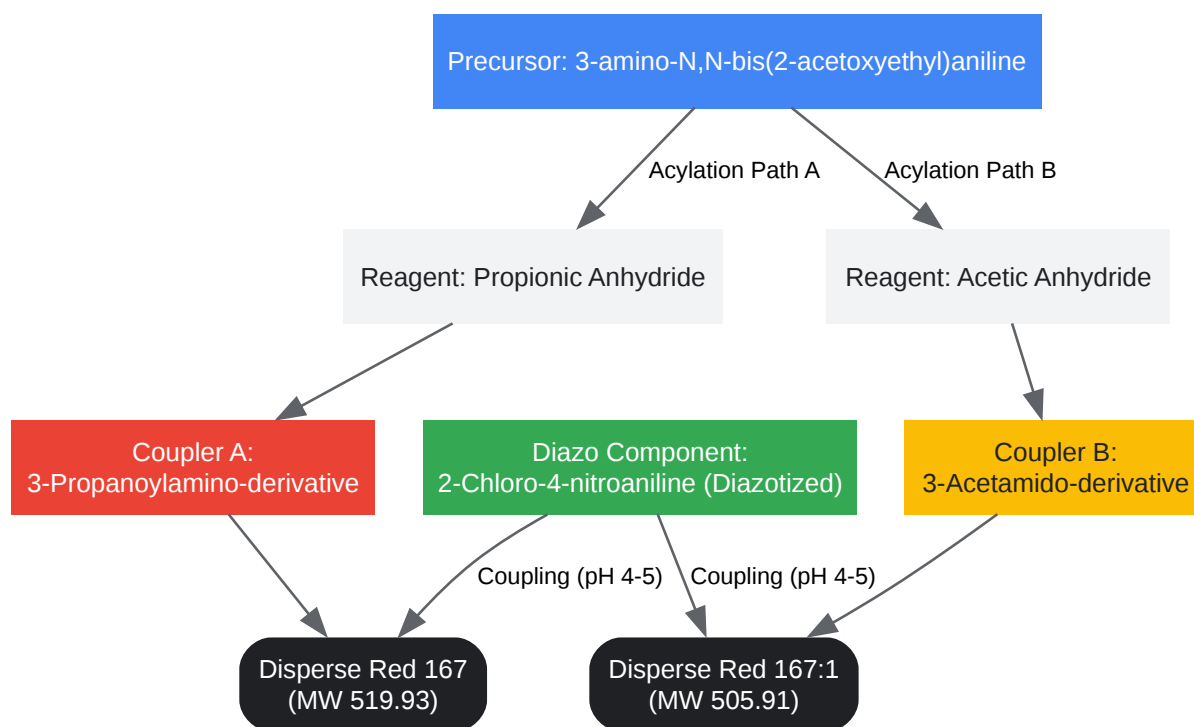 Precursor: 3-amino-N,N-bis(2-acetoxyethyl)aniline
Acylation Path A
Acylation Path B
Reagent: Propionic Anhydride
Reagent: Acetic Anhydride
Coupler A:
3-Propanoylamino-derivative
Diazo Component:
2-Chloro-4-nitroaniline (Diazotized)
Coupler B:
3-Acetamido-derivative
Coupling (pH 4-5)
Coupling (pH 4-5)
Disperse Red 167
(MW 519.93)
Disperse Red 167:1
(MW 505.91)